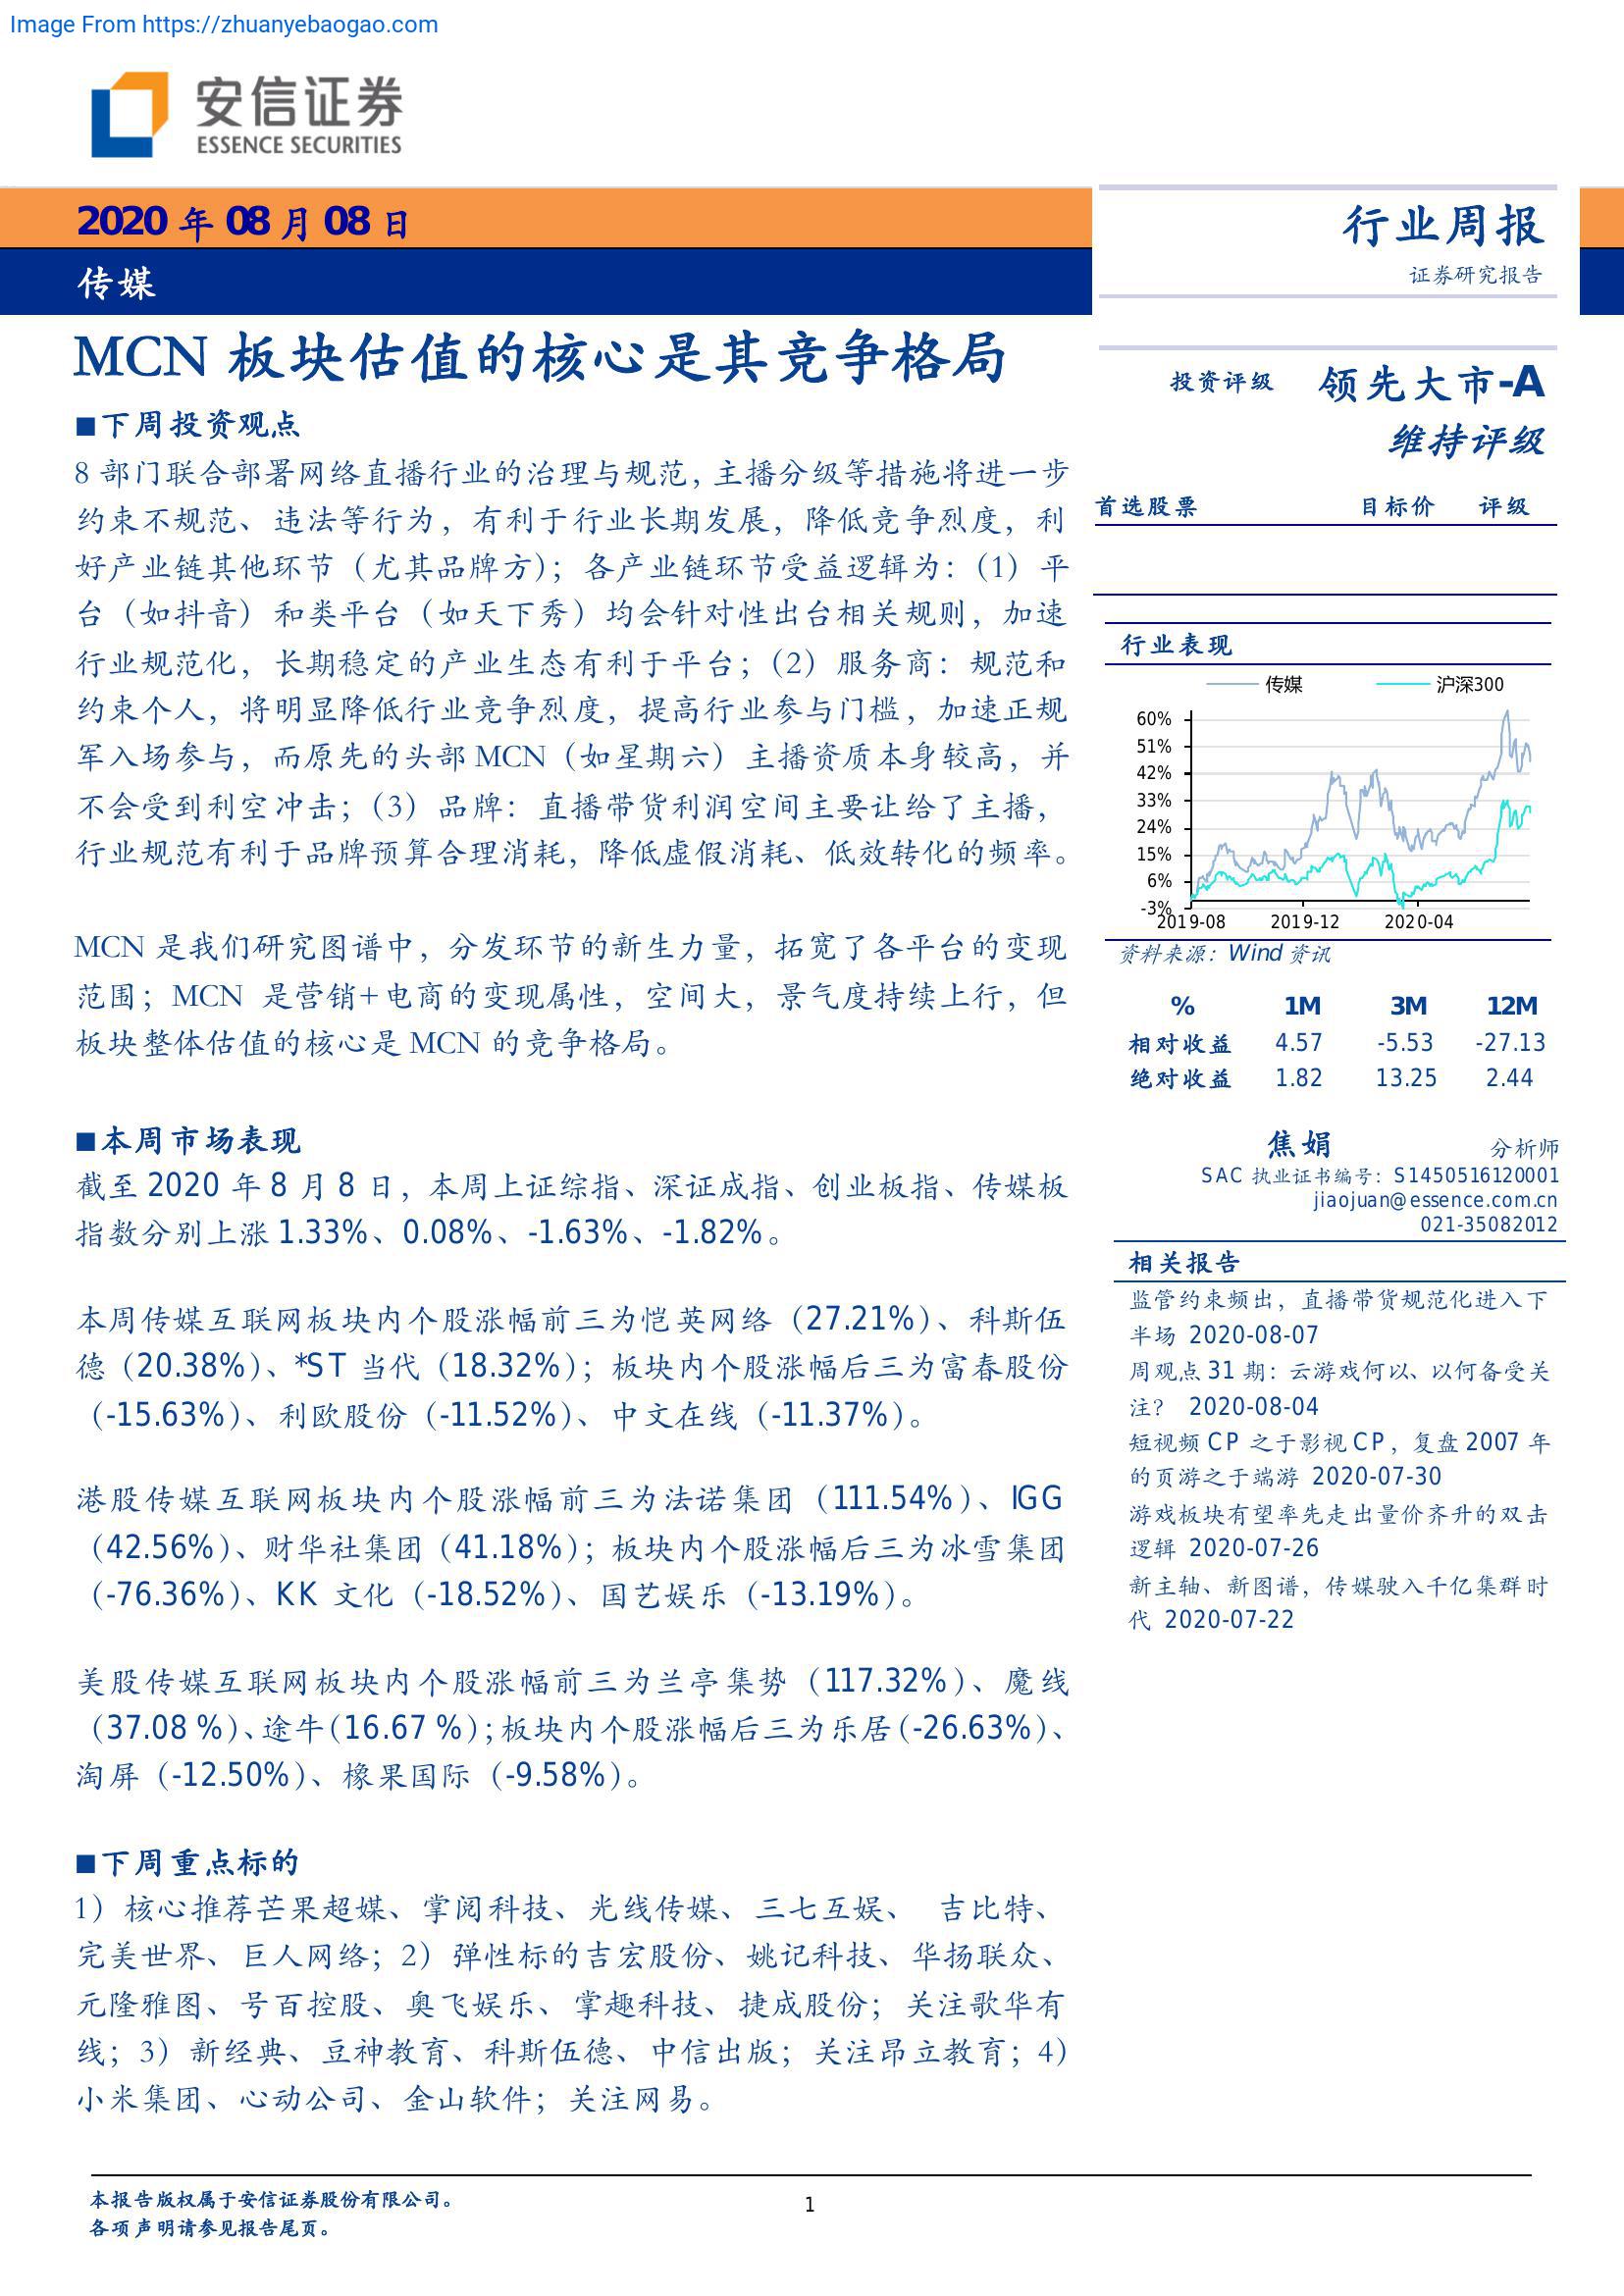 Image From https://zhuanyebaogao.com
安信证券
ESSENCE SECURITIES
2020 年 08 月 08 日
传媒
MCN 板块估值的核心是其竞争格局
■下周投资观点
8 部门联合部署网络直播行业的治理与规范，主播分级等措施将进一步
约束不规范、违法等行为，有利于行业长期发展，降低竞争烈度，利
好产业链其他环节（尤其品牌方）；各产业链环节受益逻辑为：（1）平
台（如抖音）和类平台（如天下秀）均会针对性出台相关规则，加速
行业规范化，长期稳定的产业生态有利于平台；（2）服务商：规范和
约束个人，将明显降低行业竞争烈度，提高行业参与门槛，加速正规
军入场参与，而原先的头部 MCN（如星期六）主播资质本身较高，并
不会受到利空冲击；（3）品牌：直播带货利润空间主要让给了主播，
行业规范有利于品牌预算合理消耗，降低虚假消耗、低效转化的频率。
MCN 是我们研究图谱中，分发环节的新生力量，拓宽了各平台的变现
范围；MCN 是营销+电商的变现属性，空间大，景气度持续上行，但
板块整体估值的核心是 MCN 的竞争格局。
■本周市场表现
截至 2020 年 8 月 8 日，本周上证综指、深证成指、创业板指、传媒板
指数分别上涨 1.33%、0.08%、-1.63%、-1.82%。
本周传媒互联网板块内个股涨幅前三为恺英网络（27.21%）、科斯伍
德（20.38%）、*ST 当代（18.32%）；板块内个股涨幅后三为富春股份
（-15.63%）、利欧股份（-11.52%）、中文在线（-11.37%）。
港股传媒互联网板块内个股涨幅前三为法诺集团（111.54%）、IGG
（42.56%）、财华社集团（41.18%）；板块内个股涨幅后三为冰雪集团
（-76.36%）、KK 文化（-18.52%）、国艺娱乐（-13.19%）。
美股传媒互联网板块内个股涨幅前三为兰亭集势（117.32%）、魔线
（37.08 %）、途牛(16.67 %)；板块内个股涨幅后三为乐居(-26.63%)、
淘屏（-12.50%）、橡果国际（-9.58%）。
■下周重点标的
1）核心推荐芒果超媒、掌阅科技、光线传媒、三七互娱、 吉比特、
完美世界、巨人网络；2）弹性标的吉宏股份、姚记科技、华扬联众、
元隆雅图、号百控股、奥飞娱乐、掌趣科技、捷成股份；关注歌华有
线；3）新经典、豆神教育、科斯伍德、中信出版；关注昂立教育；4）
小米集团、心动公司、金山软件；关注网易。
行业周报
证券研究报告
投资评级 领先大市-A
维持评级
首选股票 目标价 评级
行业表现
传媒 沪深300
60%
51%
42%
33%
24%
15%
6%
-3%
2019-08 2019-12 2020-04
资料来源：Wind 资讯
% 1M 3M 12M
相对收益 4.57 -5.53 -27.13
绝对收益 1.82 13.25 2.44
焦娟 分析师
SAC 执业证书编号：S1450516120001
jiaojuan@essence.com.cn
021-35082012
相关报告
监管约束频出，直播带货规范化进入下
半场 2020-08-07
周观点 31 期：云游戏何以、以何备受关
注？ 2020-08-04
短视频 CP 之于影视 CP，复盘 2007 年
的页游之于端游 2020-07-30
游戏板块有望率先走出量价齐升的双击
逻辑 2020-07-26
新主轴、新图谱，传媒驶入千亿集群时
代 2020-07-22
本报告版权属于安信证券股份有限公司。
各项声明请参见报告尾页。
1